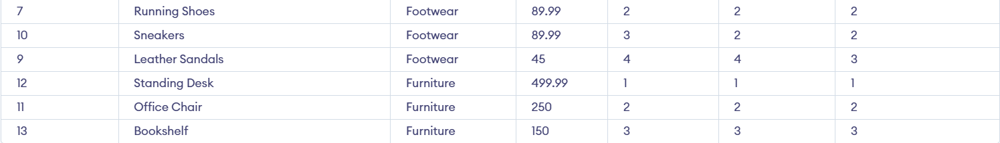 7 Running Shoes Footwear 89.99 2 2 2
10 Sneakers Footwear 89.99 3 2 2
9 Leather Sandals Footwear 45 4 4 3
12 Standing Desk Furniture 499.99 1 1 1
11 Office Chair Furniture 250 2 2 2
13 Bookshelf Furniture 150 3 3 3